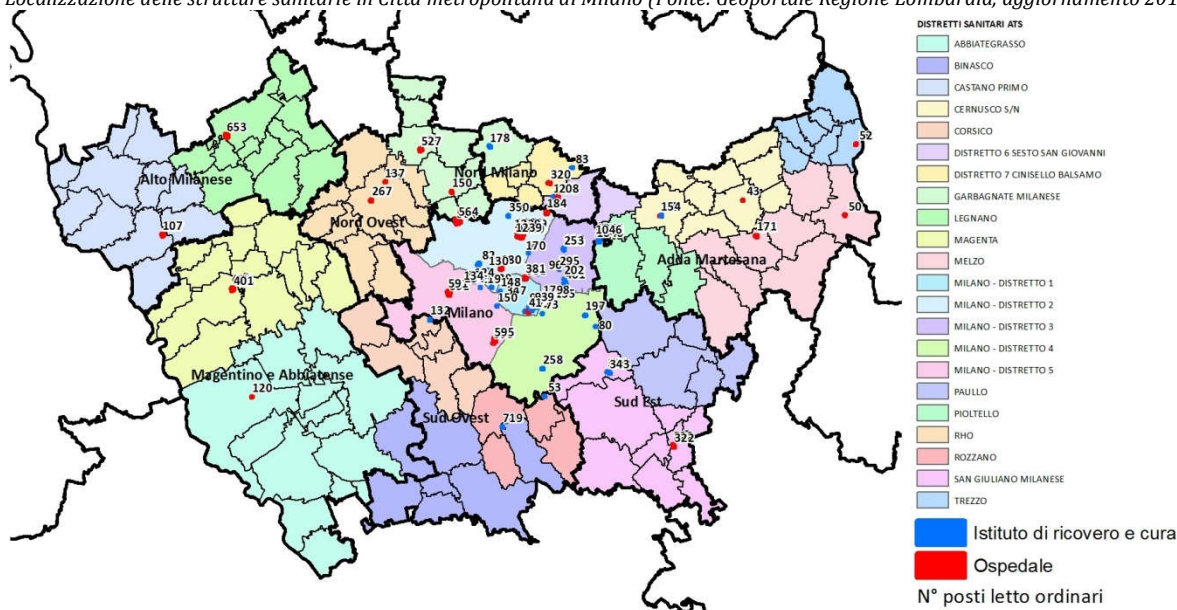 Localizzazione delle strutture sanitarie in Città metropolitana di Milano (Fonte: Geoportale Regione Lombardia, aggiornamento 201
DISTRETTI SANITARI ATS
ABBIATEGRASSO
BINASCO
CASTANO PRIMO
CERNUSCO S/N
CORSICO
DISTRETTO 6 SESTO SAN GIOVANNI
DISTRETTO 7 CINISELLO BALSAMO
GARBAGNATE MILANESE
LEGNANO
MAGENTA
MELZO
MILANO - DISTRETTO 1
MILANO - DISTRETTO 2
MILANO - DISTRETTO 3
MILANO - DISTRETTO 4
MILANO - DISTRETTO 5
PAULLO
PIOLTELLO
RHO
ROZZANO
SAN GIULIANO MILANESE
TREZZO
Istituto di ricovero e cura
Ospedale
N° posti letto ordinari
653
527
178
83
52
Alto Milanese
137
150
Nord Milano
320
1208
267
43
50
Nord Ovest
564
350
184
154
107
1239
170
253
1046
171
Adda Martesana
295
202
381
401
591
148
150
1798
Milano
132
197
80
595
258
343
Magentino e Abbiatense
120
53
Sud Ovest
719
Sud Est
322